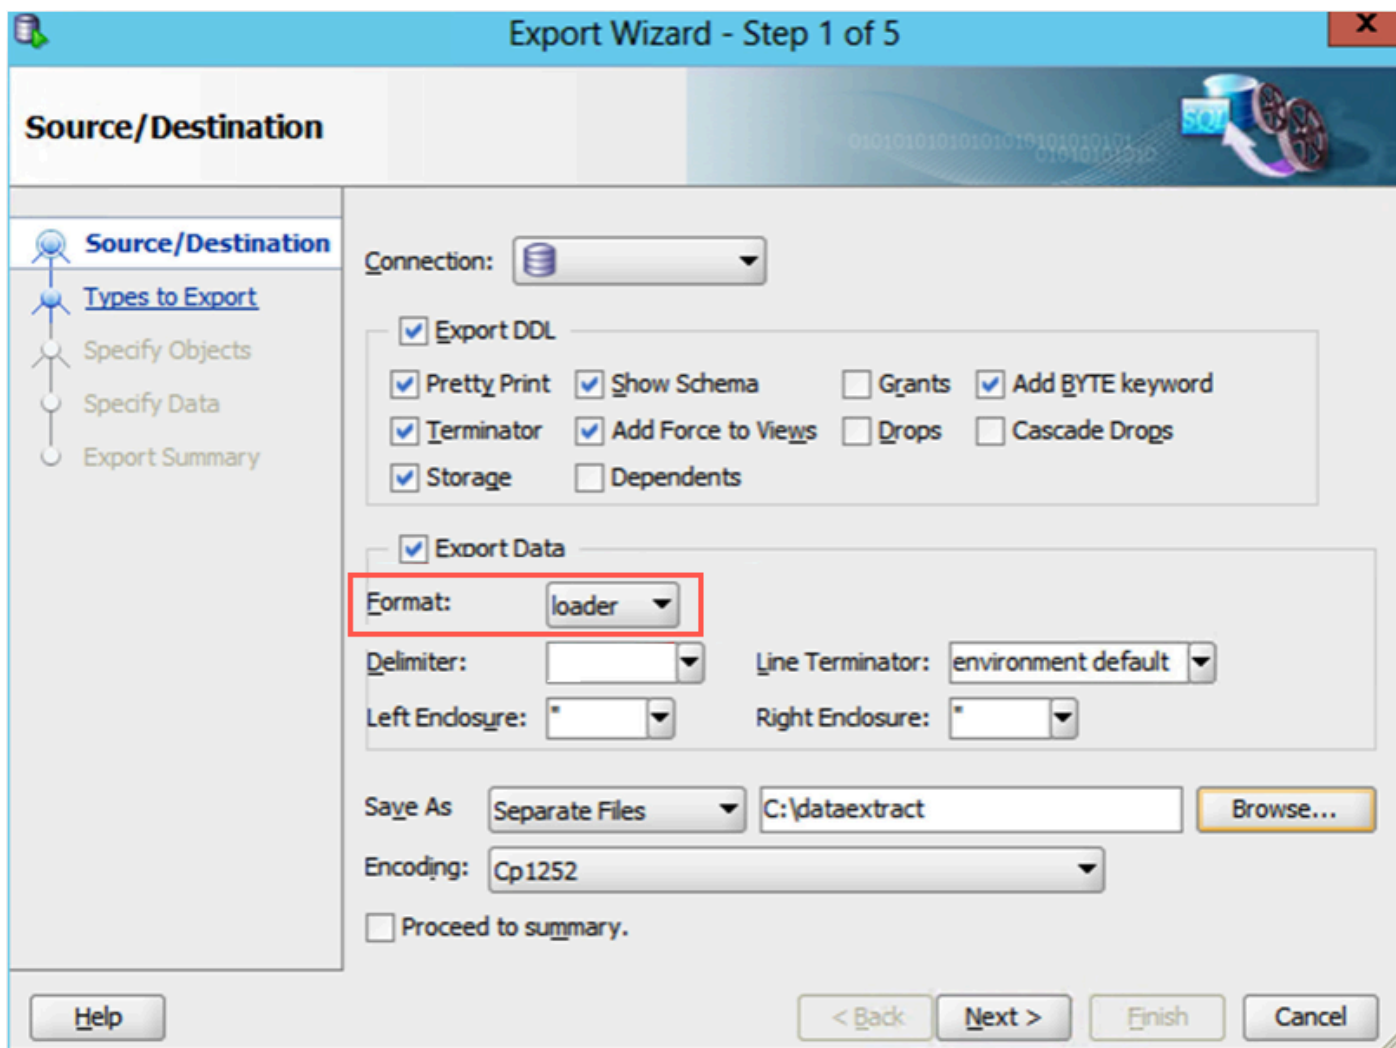 Export Wizard - Step 1 of 5
X
Source/Destination
SQL
Source/Destination
Types to Export
Specify Objects
Specify Data
Export Summary
Connection:
Export DDL
Pretty Print Show Schema Grants Add BYTE keyword
Terminator Add Force to Views Drops Cascade Drops
Storage Dependents
Export Data
Format: loader
Delimiter: Line Terminator: environment default
Left Enclosure: " Right Enclosure: "
Save As Separate Files C:\dataextract Browse...
Encoding: Cp1252
Proceed to summary.
Help < Back Next > Finish Cancel